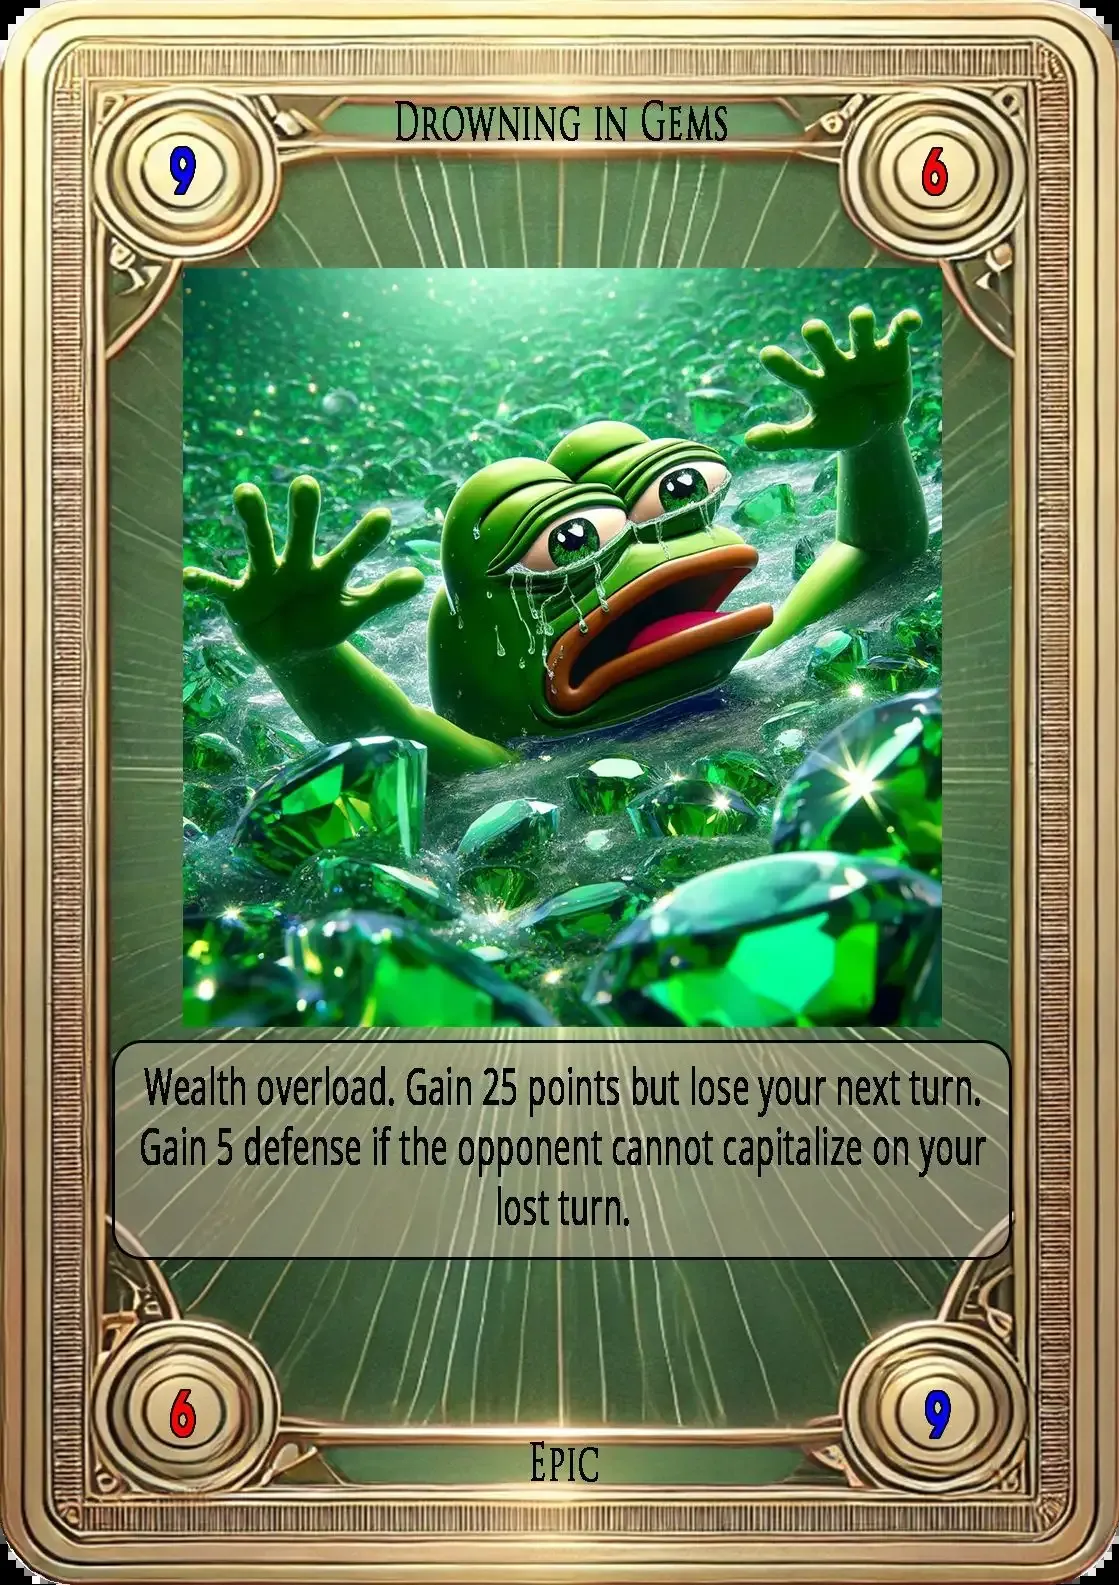 Drowning in Gems
9
6
Wealth overload. Gain 25 points but lose your next turn.
Gain 5 defense if the opponent cannot capitalize on your
lost turn.
6
9
Epic